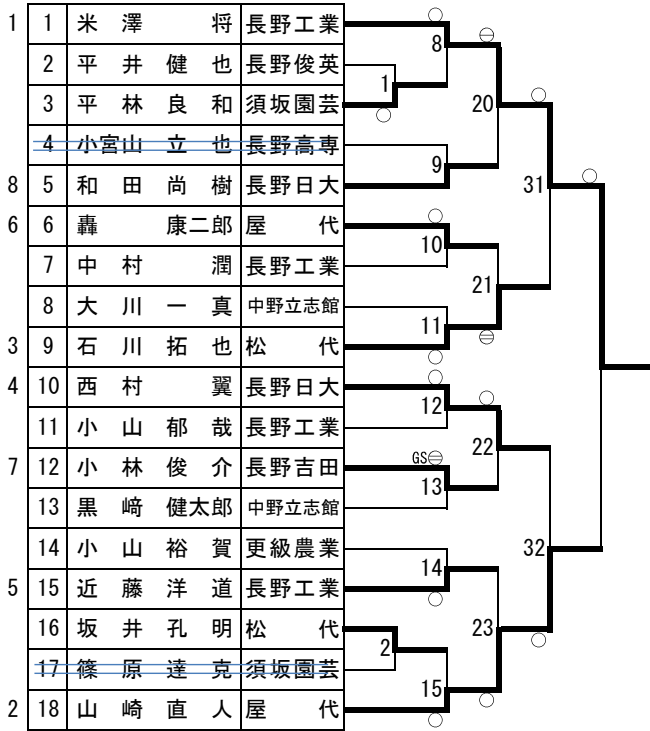 1 1 米澤 将 長野工業
2 平井健也 長野俊英
3 平林良和 須坂園芸
4 小宮山立也 長野高専
8 5 和田尚樹 長野日大
6 6 轟 康二郎 屋代
7 中村 潤 長野工業
8 大川一真 中野立志館
3 9 石川拓也 松代
4 10 西村 翼 長野日大
11 小山郁哉 長野工業
7 12 小林俊介 長野吉田
13 黒﨑健太郎 中野立志館
14 小山裕賀 更級農業
5 15 近藤洋道 長野工業
16 坂井孔明 松代
17 篠原達克 須坂園芸
2 18 山崎直人 屋代
1
2
8
9
10
11
12
GS
13
14
15
20
21
22
23
31
32